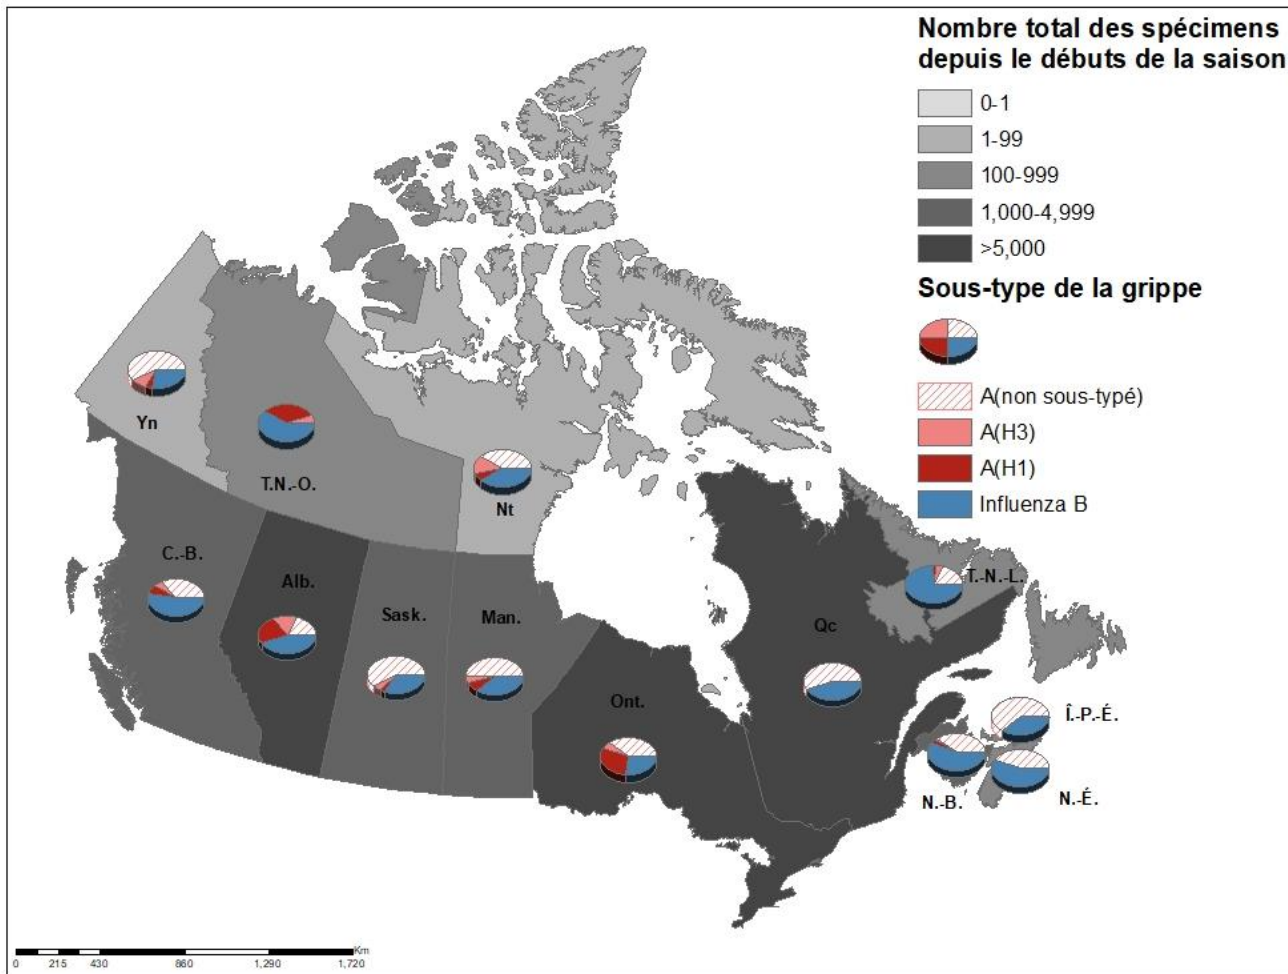 Nombre total des spécimens
depuis le débuts de la saison
0-1
1-99
100-999
1,000-4,999
>5,000
Sous-type de la grippe
A(non sous-typé)
A(H3)
A(H1)
Influenza B
Yn
T.N.-O.
Nt
C.-B.
Alb.
Sask.
Man.
Ont.
Qc
T.-N.-L.
Î.-P.-É.
N.-B.
N.-É.
Km
0 215 430 860 1,290 1,720